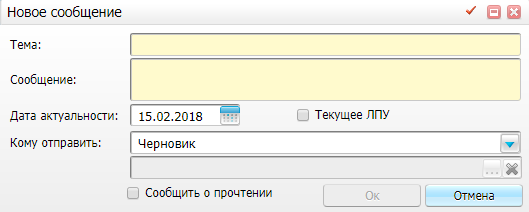 Новое сообщение
Тема:
Сообщение:
Дата актуальности: 15.02.2018 Текущее ЛПУ
Кому отправить: Черновик
...
Сообщить о прочтении Ок Отмена